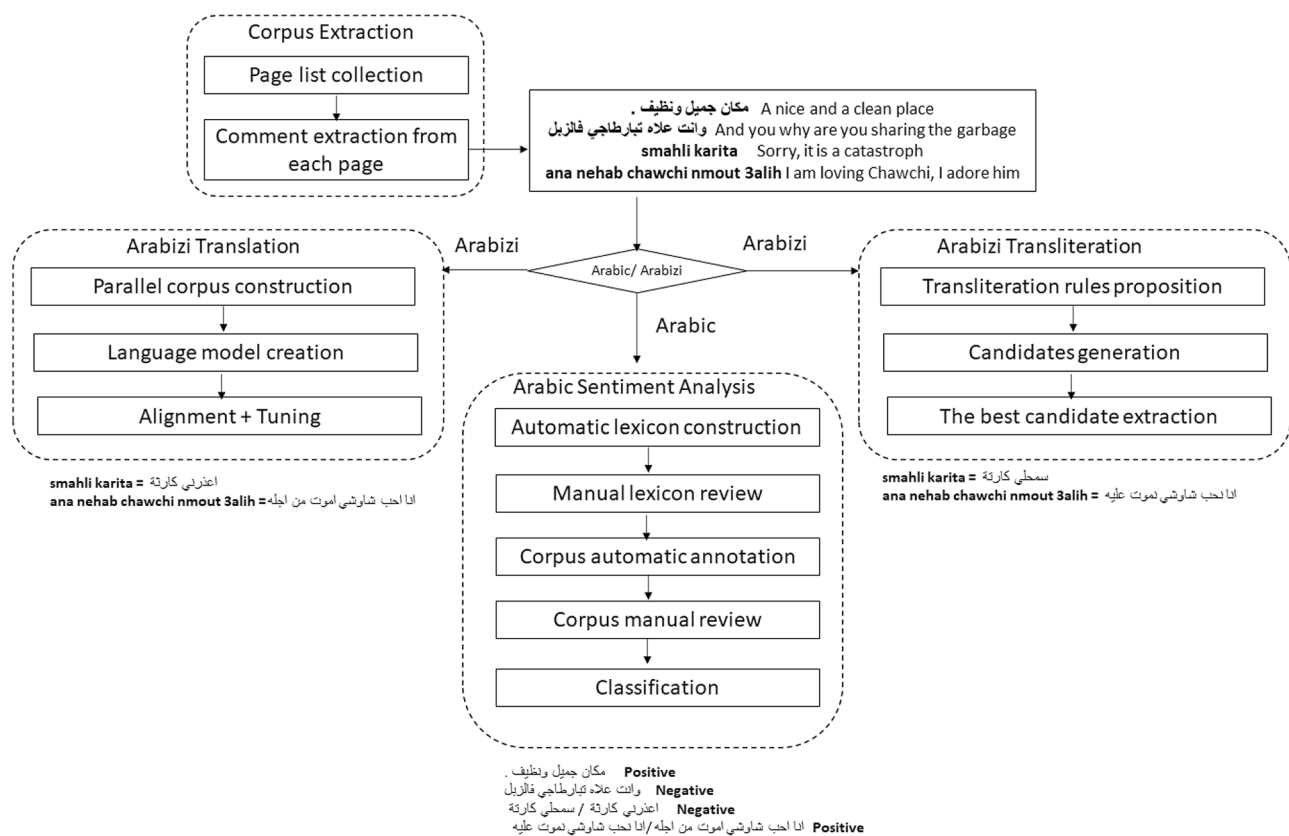 Corpus Extraction
Page list collection
Comment extraction from
each page
مكان جميل ونظيف . A nice and a clean place
وانت علاه تبارطاجي فالزبل And you why are you sharing the garbage
smahli karita Sorry, it is a catastroph
ana nehab chawchi nmout 3alih I am loving Chawchi, I adore him
Arabic/ Arabizi
Arabizi
Arabizi
Arabic
Arabizi Translation
Parallel corpus construction
Language model creation
Alignment + Tuning
smahli karita = اعذرني كارثة
ana nehab chawchi nmout 3alih = انا احب شاوشي اموت من اجله
Arabizi Transliteration
Transliteration rules proposition
Candidates generation
The best candidate extraction
smahli karita = سمحلي كارتة
ana nehab chawchi nmout 3alih = انا نحب شاوشي نموت عليه
Arabic Sentiment Analysis
Automatic lexicon construction
Manual lexicon review
Corpus automatic annotation
Corpus manual review
Classification
مكان جميل ونظيف . Positive
وانت علاه تبارطاجي فالزبل Negative
اعذرني كارثة / سمحلي كارتة Negative
انا احب شاوشي اموت من اجله /انا نحب شاوشي نموت عليه Positive